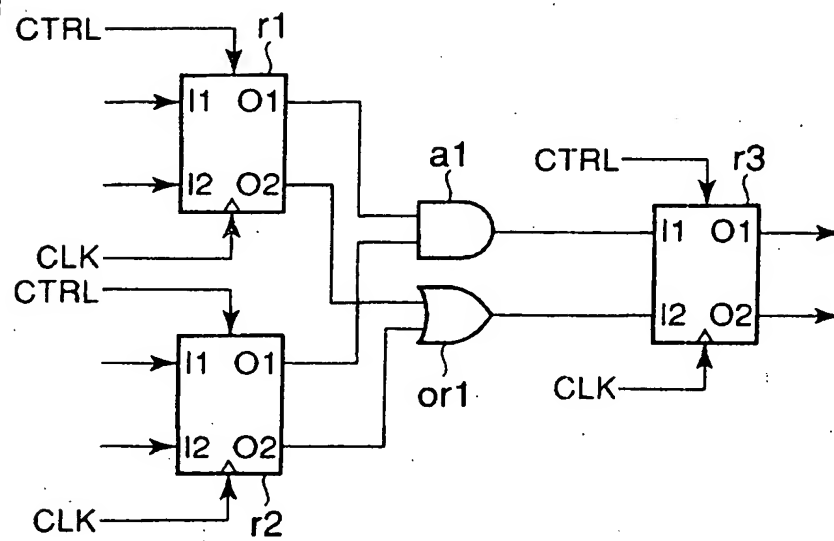 CTRL r1
I1 O1
I2 O2
CLK
a1
CTRL r3
I1 O1
I2 O2
CLK
CTRL
I1 O1
I2 O2
CLK r2
or1